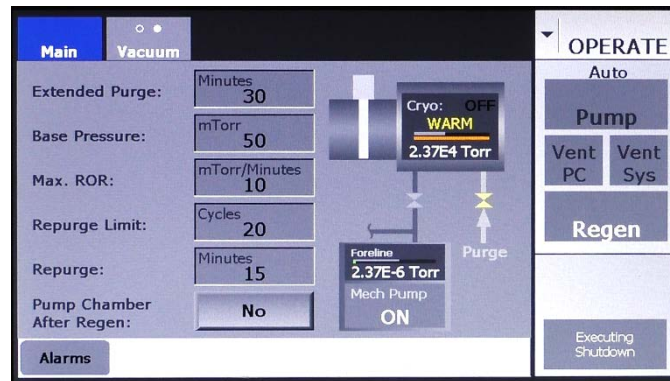 Main
Vacuum
OPERATE
Auto
Pump
Vent PC
Vent Sys
Regen
Executing
Shutdown
Extended Purge:
Minutes
30
Base Pressure:
mTorr
50
Max. ROR:
mTorr/Minutes
10
Repurge Limit:
Cycles
20
Repurge:
Minutes
15
Pump Chamber
After Regen:
No
Cryo: OFF
WARM
2.37E4 Torr
Purge
Foreline
2.37E-6 Torr
Mech Pump
ON
Alarms